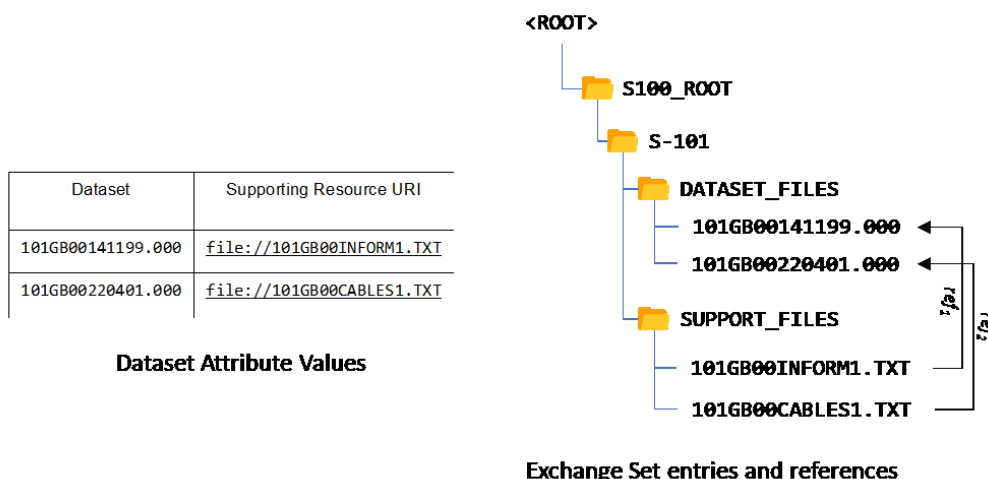 Dataset Supporting Resource URI
101GB00141199.000 file://101GB00INFORM1.TXT
101GB00220401.000 file://101GB00CABLES1.TXT
Dataset Attribute Values
<ROOT>
S100_ROOT
S-101
DATASET_FILES
101GB00141199.000
101GB00220401.000
SUPPORT_FILES
101GB00INFORM1.TXT
101GB00CABLES1.TXT
ref1
ref2
Exchange Set entries and references